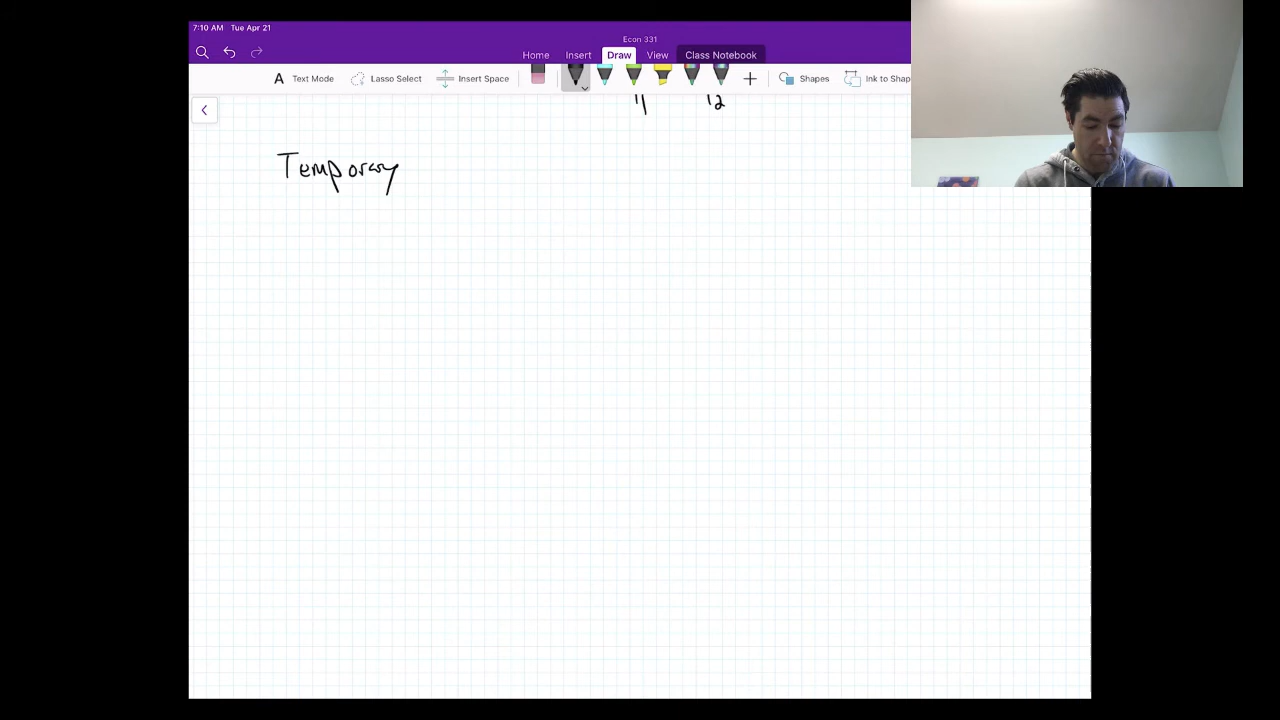 7:10 AM Tue Apr 21
Econ 331
Home Insert Draw View Class Notebook
A Text Mode Lasso Select Insert Space Shapes Ink to Shap
12
Temporary